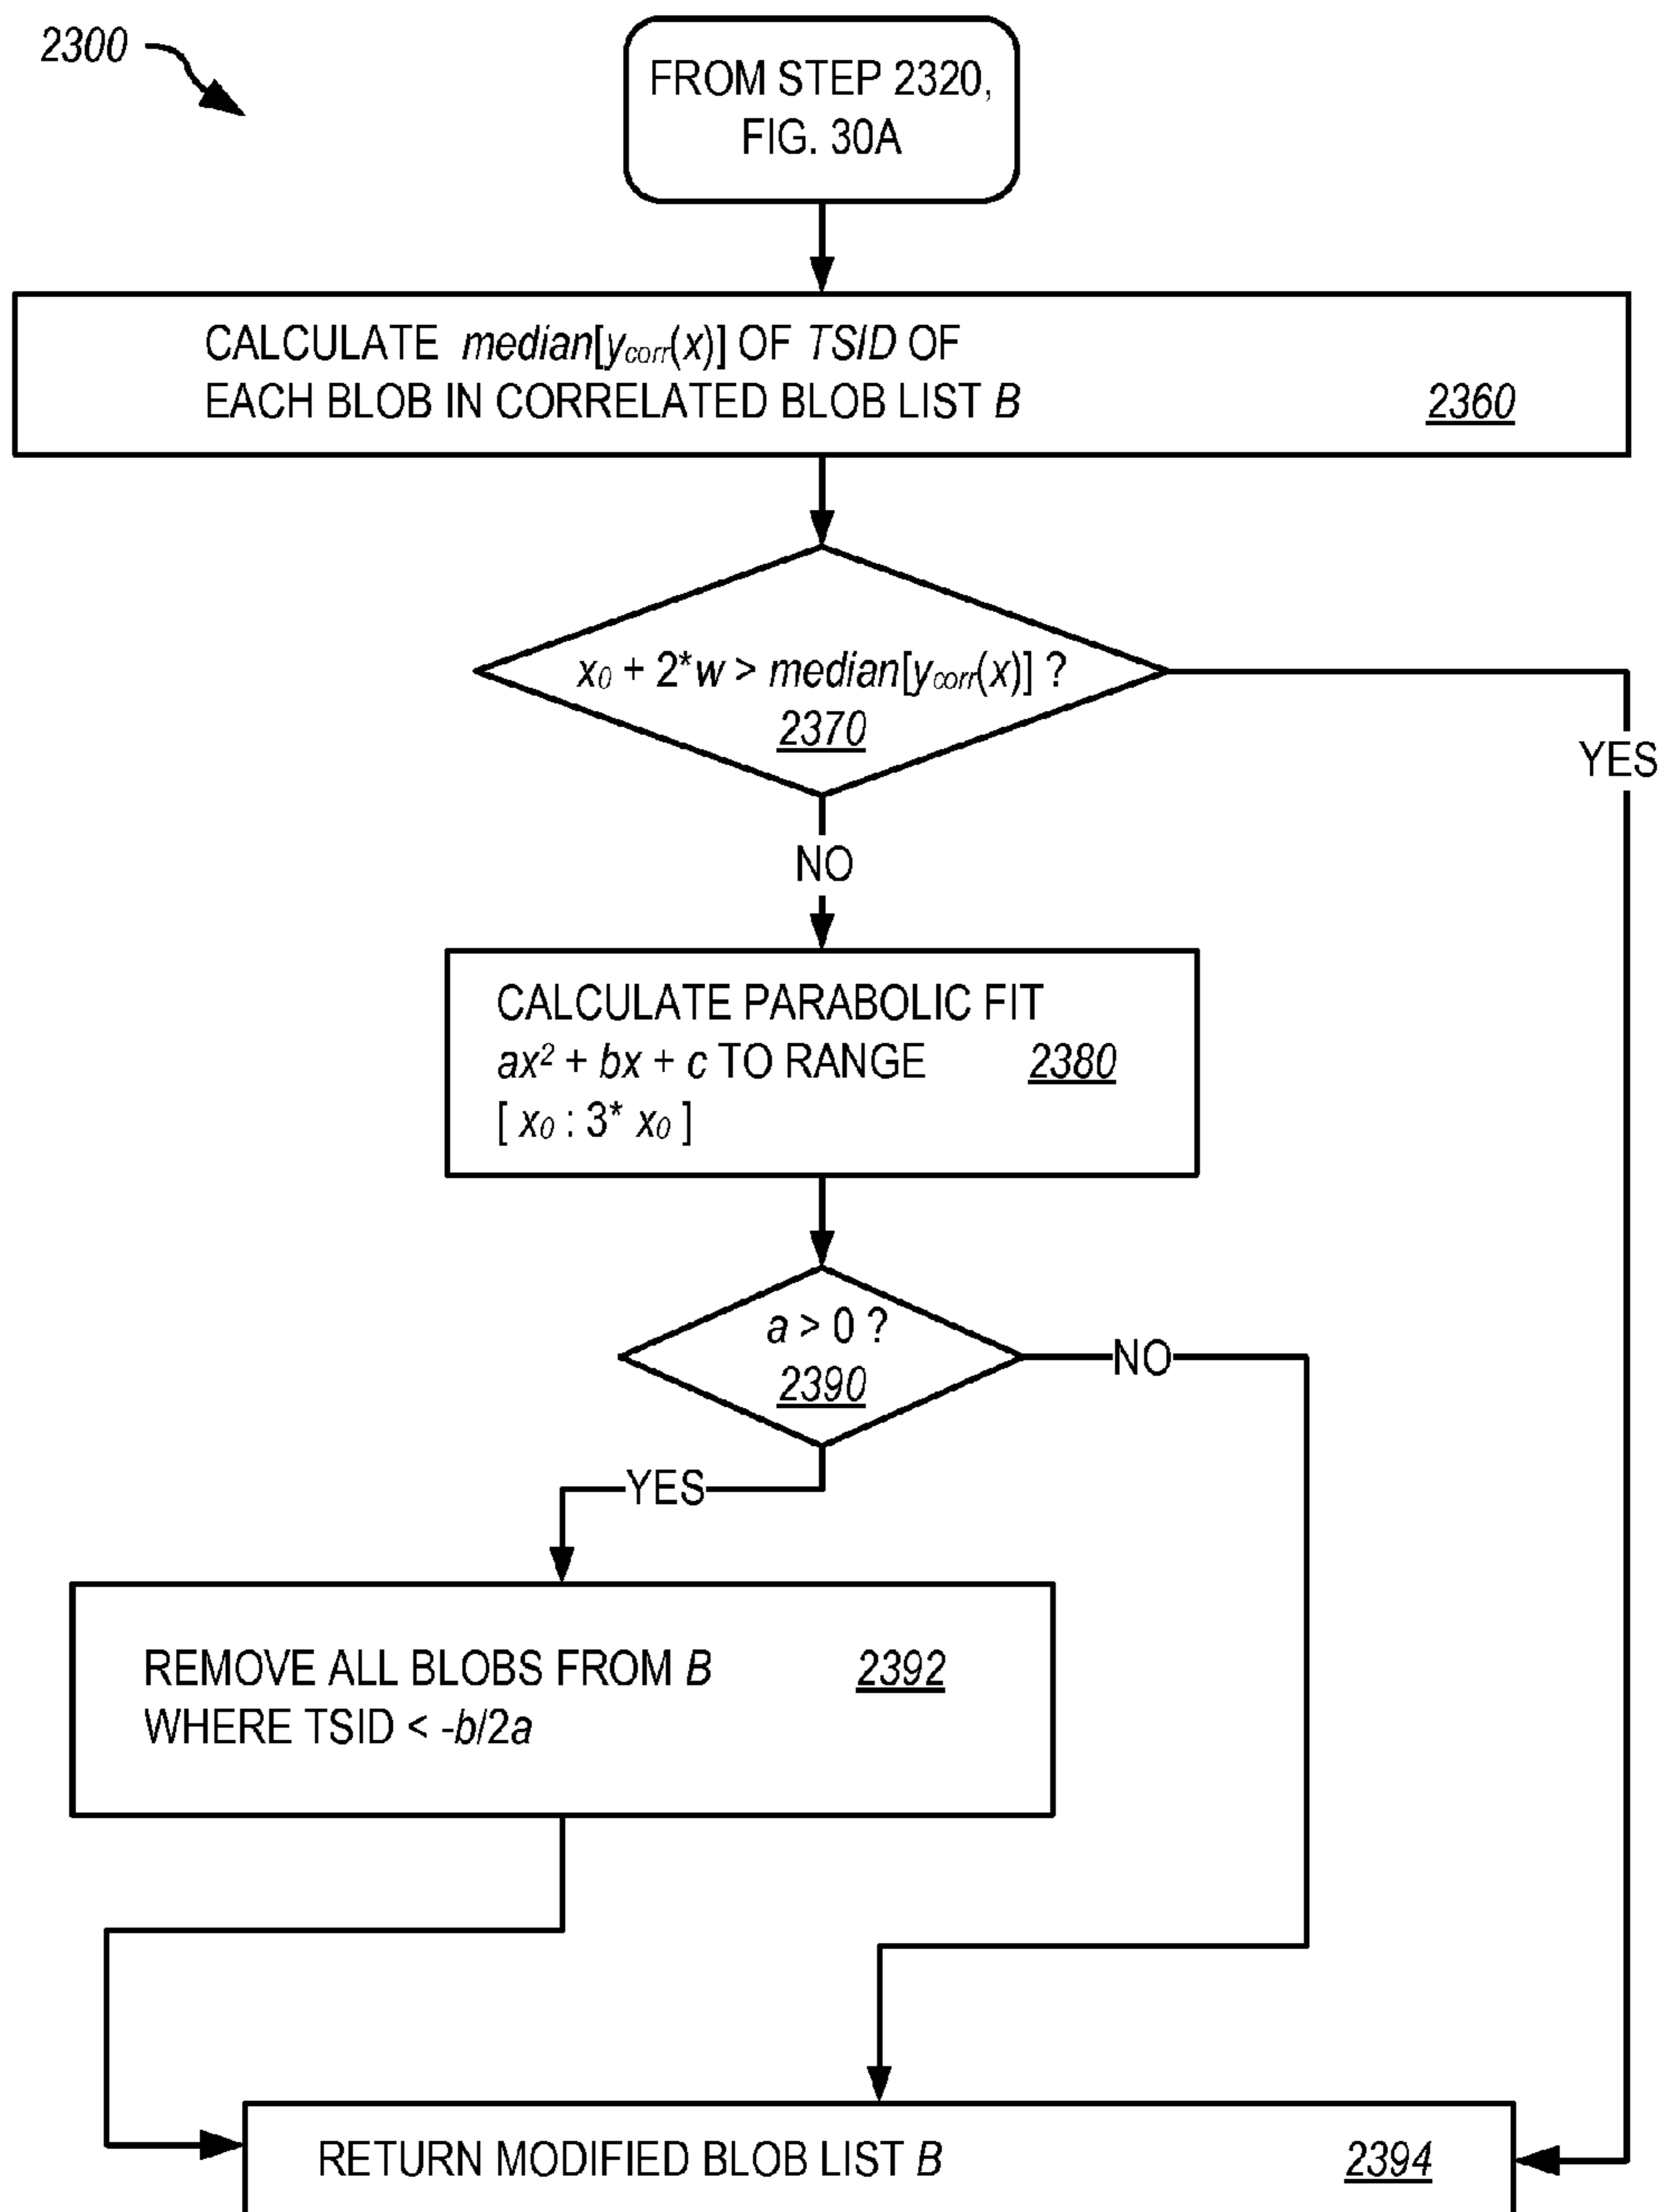 2300
FROM STEP 2320,
FIG. 30A
CALCULATE median[y_corr(x)] OF TSID OF
EACH BLOB IN CORRELATED BLOB LIST B 2360
x₀ + 2*w > median[y_corr(x)] ?
2370
YES
NO
CALCULATE PARABOLIC FIT
ax² + bx + c TO RANGE 2380
[ x₀ : 3* x₀ ]
a > 0 ?
2390
NO
YES
REMOVE ALL BLOBS FROM B 2392
WHERE TSID < -b/2a
RETURN MODIFIED BLOB LIST B 2394